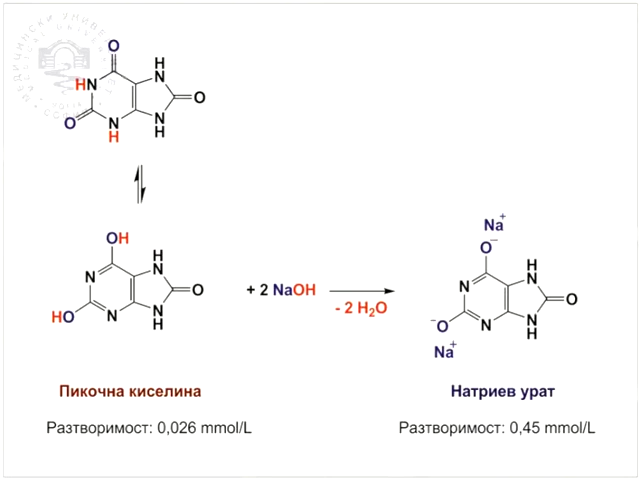 O
H
N
HN
O
O
N
H
N
H
OH
H
N
N
O
HO
N
N
H
+ 2 NaOH
- 2 H₂O
Na⁺
O⁻
H
N
N
O
⁻O
N
N
H
Na⁺
Пикочна киселина
Натриев урат
Разтворимост: 0,026 mmol/L
Разтворимост: 0,45 mmol/L